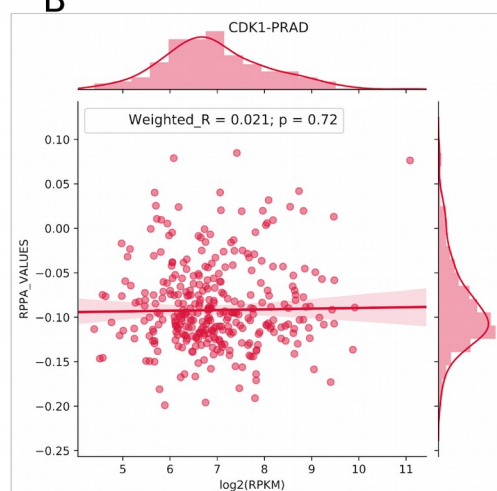 B
CDK1-PRAD
Weighted_R = 0.021; p = 0.72
RPPA_VALUES
0.10
0.05
0.00
−0.05
−0.10
−0.15
−0.20
−0.25
5 6 7 8 9 10 11
log2(RPKM)